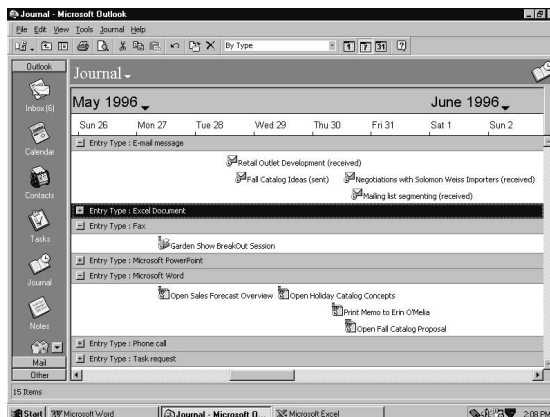 Journal - Microsoft Outlook
File Edit View Tools Journal Help
By Type
1 7 31
Outlook
Journal
May 1996 June 1996
Sun 26 Mon 27 Tue 28 Wed 29 Thu 30 Fri 31 Sat 1 Sun 2
Inbox (6)
Entry Type : E-mail message
Retail Outlet Development (received)
Calendar
Fall Catalog Ideas (sent) Negotiations with Solomon Weiss Importers (received)
Mailing list segmenting (received)
Contacts
Entry Type : Excel Document
Entry Type : Fax
Tasks
Garden Show BreakOut Session
Entry Type : Microsoft PowerPoint
Entry Type : Microsoft Word
Journal
Open Sales Forecast Overview Open Holiday Catalog Concepts
Print Memo to Erin O'Melia
Notes
Open Fall Catalog Proposal
Entry Type : Phone call
Mail
Entry Type : Task request
Other
15 Items
Start Microsoft Word Journal - Microsoft O... Microsoft Excel 2:08 PM